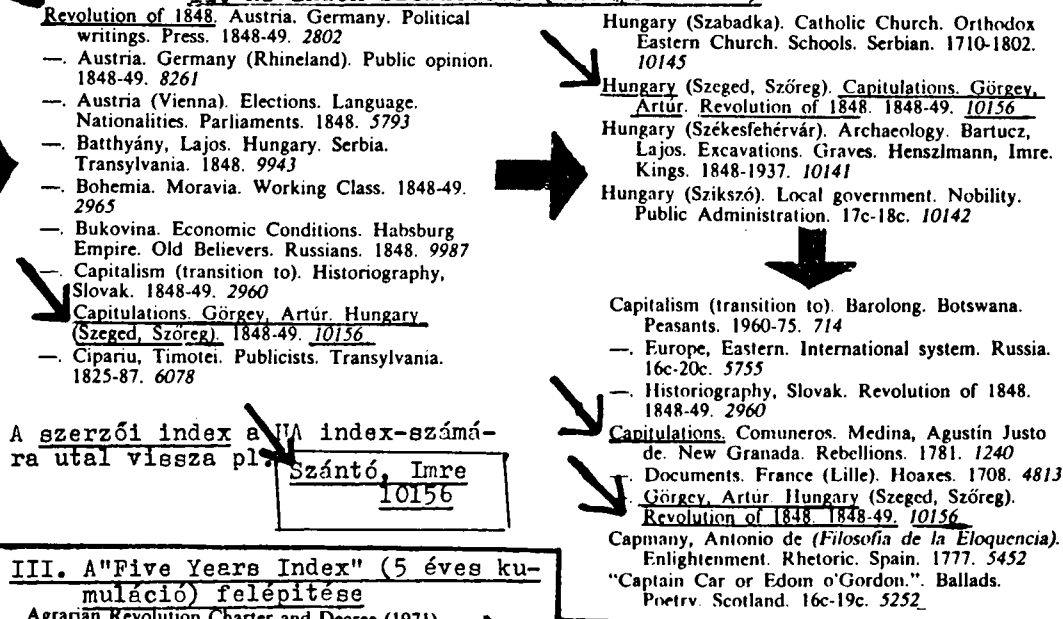 Revolution of 1848. Austria. Germany. Political
writings. Press. 1848-49. 2802
—. Austria. Germany (Rhineland). Public opinion.
1848-49. 8261
—. Austria (Vienna). Elections. Language.
Nationalities. Parliaments. 1848. 5793
—. Batthyány, Lajos. Hungary. Serbia.
Transylvania. 1848. 9943
—. Bohemia. Moravia. Working Class. 1848-49.
2965
—. Bukovina. Economic Conditions. Habsburg
Empire. Old Believers. Russians. 1848. 9987
—. Capitalism (transition to). Historiography,
Slovak. 1848-49. 2960
Capitulations. Görgey, Artúr. Hungary
(Szeged, Szőreg). 1848-49. 10156
—. Cipariu, Timotei. Publicists. Transylvania.
1825-87. 6078
A szerzői index a HA index-számá-
ra utal vissza pl.
Szántó, Imre
10156
III. A"Five Years Index" (5 éves ku-
muláció) felépitése
Agrarian Revolution Charter and Decree (1971)
Hungary (Szabadka). Catholic Church. Orthodox
Eastern Church. Schools. Serbian. 1710-1802.
10145
Hungary (Szeged, Szőreg). Capitulations. Görgey,
Artúr. Revolution of 1848. 1848-49. 10156
Hungary (Székesfehérvár). Archaeology. Bartucz,
Lajos. Excavations. Graves. Henszlmann, Imre.
Kings. 1848-1937. 10141
Hungary (Szikszó). Local government. Nobility.
Public Administration. 17c-18c. 10142
Capitalism (transition to). Barolong. Botswana.
Peasants. 1960-75. 714
—. Europe, Eastern. International system. Russia.
16c-20c. 5755
—. Historiography, Slovak. Revolution of 1848.
1848-49. 2960
Capitulations. Comuneros. Medina, Agustín Justo
de. New Granada. Rebellions. 1781. 1240
—. Documents. France (Lille). Hoaxes. 1708. 4813
Görgey, Artúr. Hungary (Szeged, Szőreg).
Revolution of 1848. 1848-49. 10156
Capmany, Antonio de (Filosofia de la Eloquencia).
Enlightenment. Rhetoric. Spain. 1777. 5452
"Captain Car or Edom o'Gordon.". Ballads.
Poetry. Scotland. 16c-19c. 5252